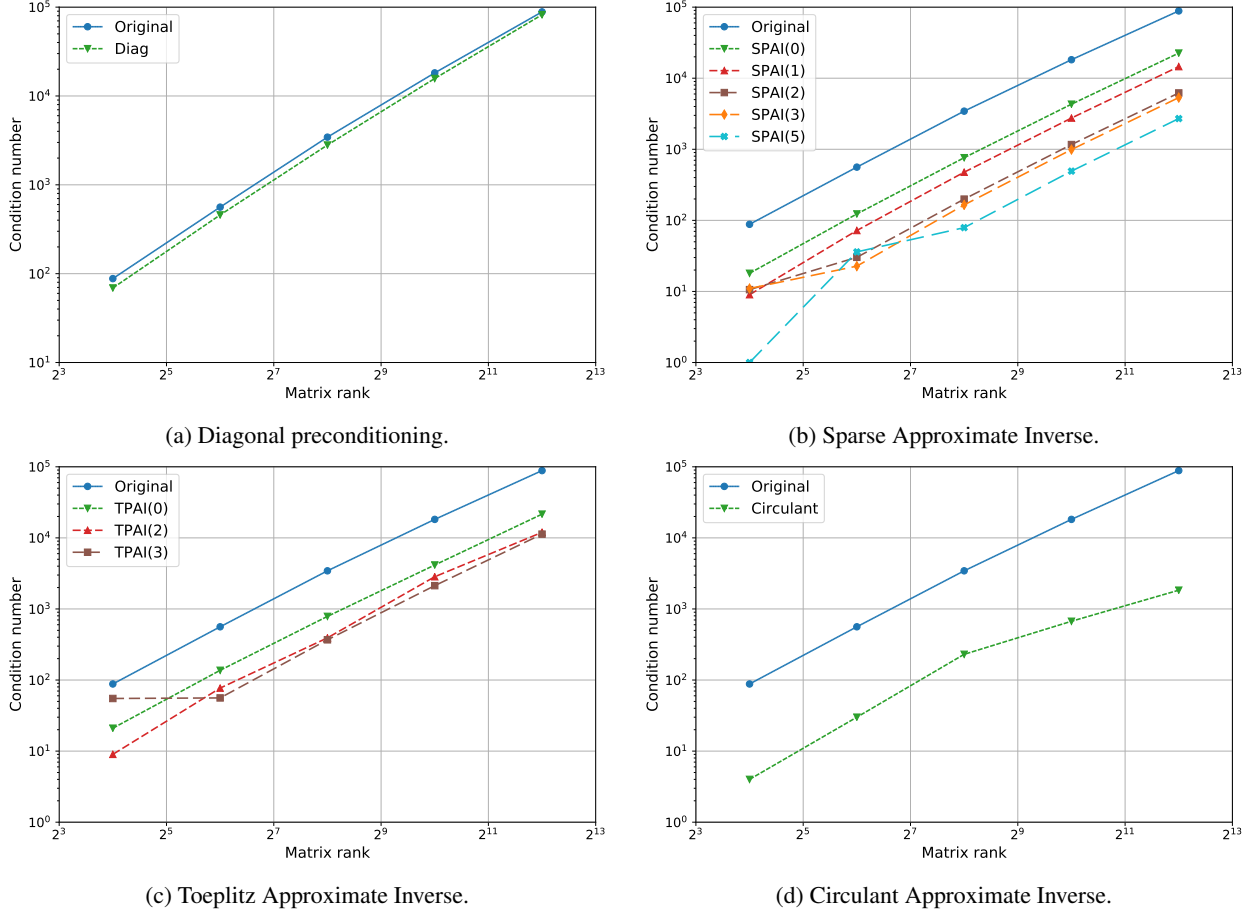 10^5
10^4
10^3
10^2
10^1
Condition number
Original
Diag
2^3 2^5 2^7 2^9 2^11 2^13
Matrix rank
(a) Diagonal preconditioning.
10^5
10^4
10^3
10^2
10^1
10^0
Condition number
Original
SPAI(0)
SPAI(1)
SPAI(2)
SPAI(3)
SPAI(5)
2^3 2^5 2^7 2^9 2^11 2^13
Matrix rank
(b) Sparse Approximate Inverse.
10^5
10^4
10^3
10^2
10^1
10^0
Condition number
Original
TPAI(0)
TPAI(2)
TPAI(3)
2^3 2^5 2^7 2^9 2^11 2^13
Matrix rank
(c) Toeplitz Approximate Inverse.
10^5
10^4
10^3
10^2
10^1
10^0
Condition number
Original
Circulant
2^3 2^5 2^7 2^9 2^11 2^13
Matrix rank
(d) Circulant Approximate Inverse.